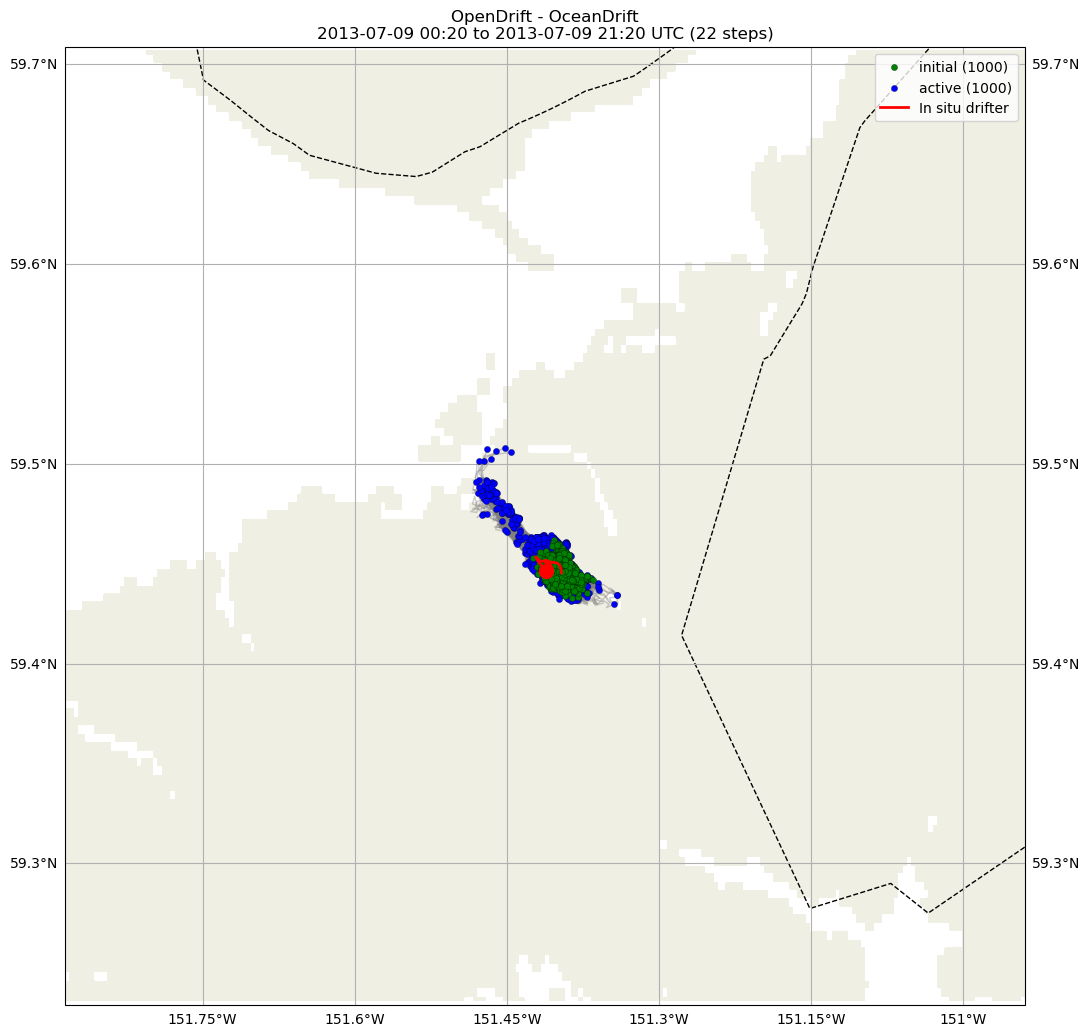 OpenDrift - OceanDrift
2013-07-09 00:20 to 2013-07-09 21:20 UTC (22 steps)
initial (1000)
active (1000)
In situ drifter
59.7°N
59.7°N
59.6°N
59.6°N
59.5°N
59.5°N
59.4°N
59.4°N
59.3°N
59.3°N
151.75°W
151.6°W
151.45°W
151.3°W
151.15°W
151°W